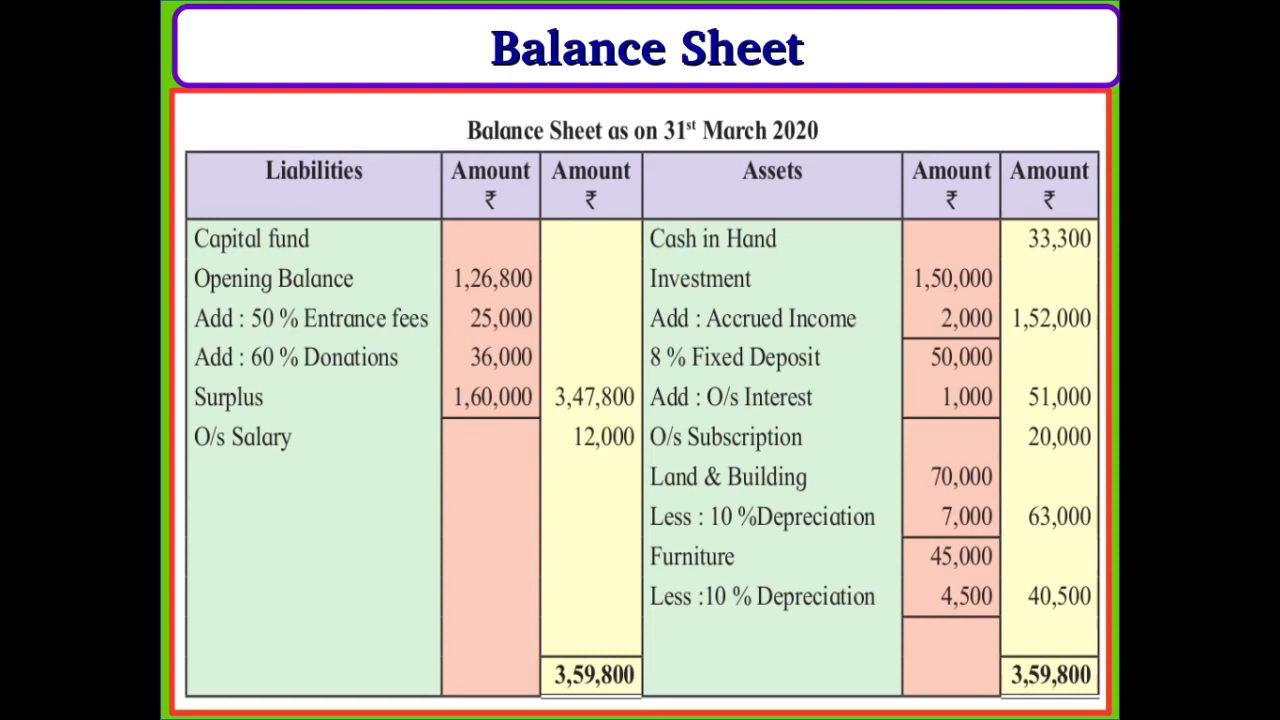 Balance Sheet
Balance Sheet as on 31st March 2020
Liabilities Amount ₹ Amount ₹ Assets Amount ₹ Amount ₹
Capital fund Cash in Hand 33,300
Opening Balance 1,26,800 Investment 1,50,000
Add : 50 % Entrance fees 25,000 Add : Accrued Income 2,000 1,52,000
Add : 60 % Donations 36,000 8 % Fixed Deposit 50,000
Surplus 1,60,000 3,47,800 Add : O/s Interest 1,000 51,000
O/s Salary 12,000 O/s Subscription 20,000
Land & Building 70,000
Less : 10 %Depreciation 7,000 63,000
Furniture 45,000
Less :10 % Depreciation 4,500 40,500
3,59,800 3,59,800